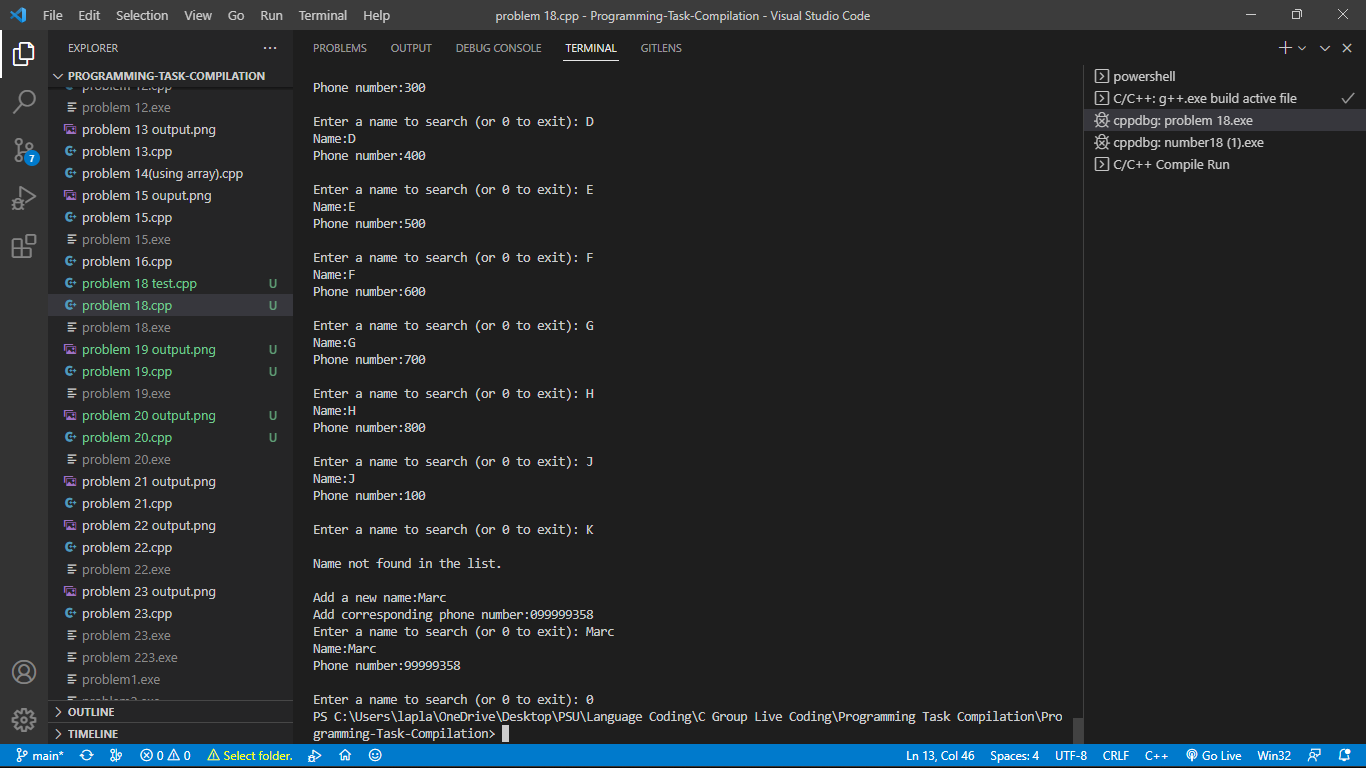 File Edit Selection View Go Run Terminal Help problem 18.cpp - Programming-Task-Compilation - Visual Studio Code
EXPLORER
PROGRAMMING-TASK-COMPILATION
problem 12.cpp
problem 12.exe
problem 13 output.png
problem 13.cpp
problem 14(using array).cpp
problem 15 ouput.png
problem 15.cpp
problem 15.exe
problem 16.cpp
problem 18 test.cpp U
problem 18.cpp U
problem 18.exe
problem 19 output.png U
problem 19.cpp U
problem 19.exe
problem 20 output.png U
problem 20.cpp U
problem 20.exe
problem 21 output.png
problem 21.cpp
problem 22 output.png
problem 22.cpp
problem 22.exe
problem 23 output.png
problem 23.cpp
problem 23.exe
problem 223.exe
problem1.exe
problem2.exe
OUTLINE
TIMELINE
7
PROBLEMS OUTPUT DEBUG CONSOLE TERMINAL GITLENS
Phone number:300
Enter a name to search (or 0 to exit): D
Name:D
Phone number:400
Enter a name to search (or 0 to exit): E
Name:E
Phone number:500
Enter a name to search (or 0 to exit): F
Name:F
Phone number:600
Enter a name to search (or 0 to exit): G
Name:G
Phone number:700
Enter a name to search (or 0 to exit): H
Name:H
Phone number:800
Enter a name to search (or 0 to exit): J
Name:J
Phone number:100
Enter a name to search (or 0 to exit): K
Name not found in the list.
Add a new name:Marc
Add corresponding phone number:099999358
Enter a name to search (or 0 to exit): Marc
Name:Marc
Phone number:99999358
Enter a name to search (or 0 to exit): 0
PS C:\Users\lapla\OneDrive\Desktop\PSU\Language Coding\C Group Live Coding\Programming Task Compilation\Pro
gramming-Task-Compilation>
powershell
C/C++: g++.exe build active file
cppdbg: problem 18.exe
cppdbg: number18 (1).exe
C/C++ Compile Run
main* 0 0 Select folder. Ln 13, Col 46 Spaces: 4 UTF-8 CRLF C++ Go Live Win32